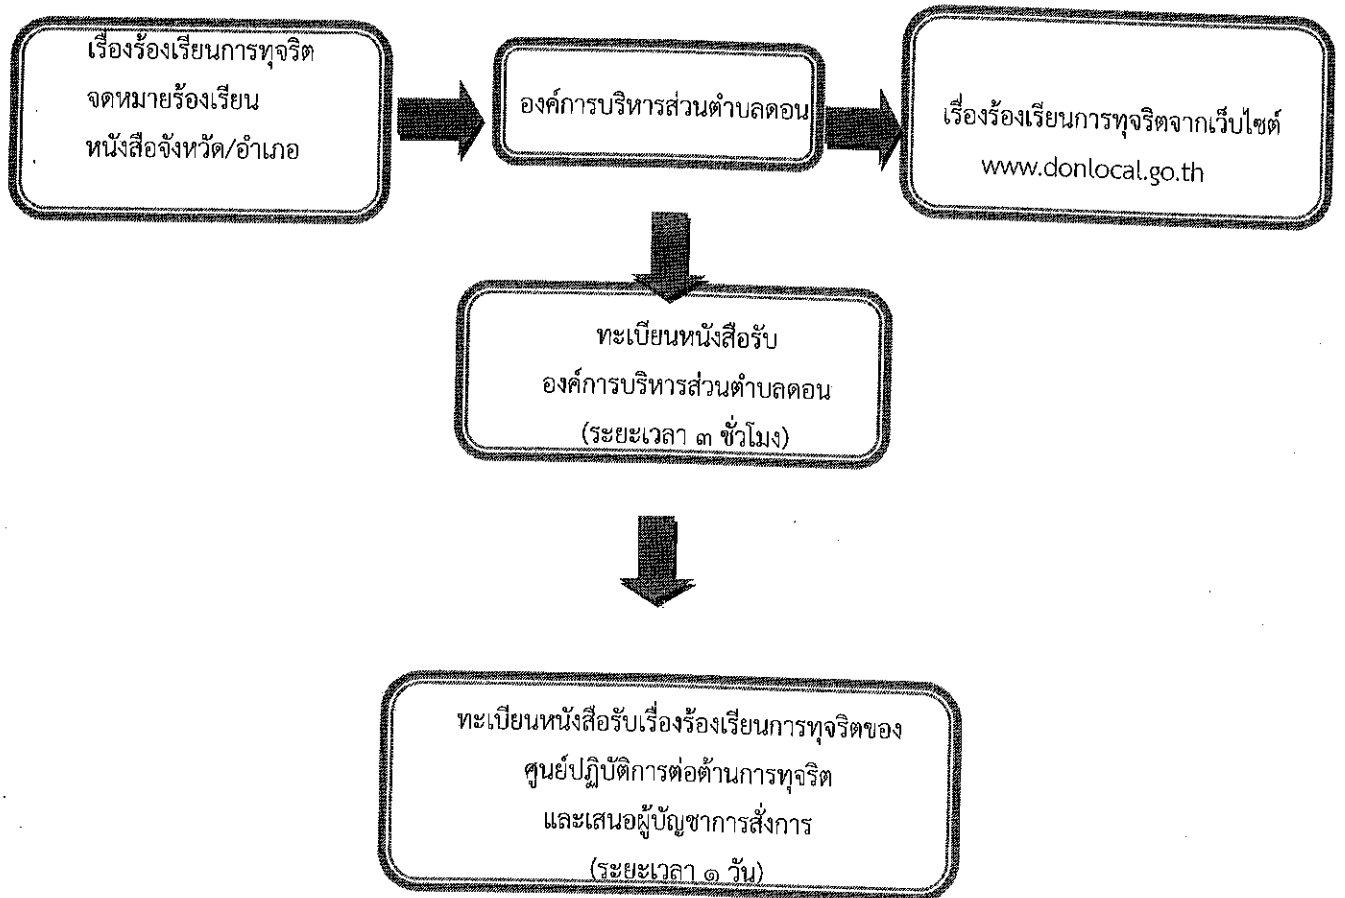 เรื่องร้องเรียนการทุจริต
จดหมายร้องเรียน
หนังสือจังหวัด/อำเภอ
องค์การบริหารส่วนตำบลดอน
เรื่องร้องเรียนการทุจริตจากเว็บไซต์
www.donlocal.go.th
ทะเบียนหนังสือรับ
องค์การบริหารส่วนตำบลดอน
(ระยะเวลา ๓ ชั่วโมง)
ทะเบียนหนังสือรับเรื่องร้องเรียนการทุจริตของ
ศูนย์ปฏิบัติการต่อต้านการทุจริต
และเสนอผู้บัญชาการสั่งการ
(ระยะเวลา ๑ วัน)